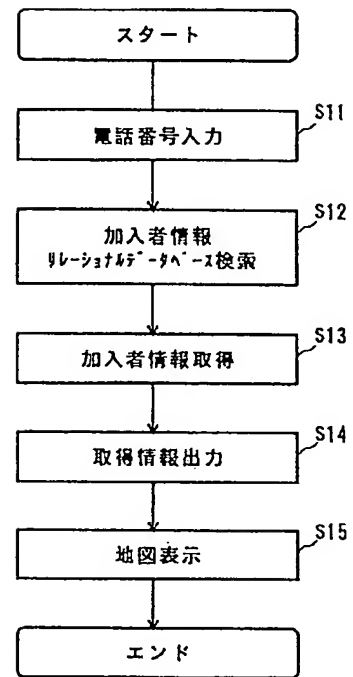 スタート
S11
電話番号入力
S12
加入者情報
ﾘﾚｰｼｮﾅﾙﾃﾞｰﾀﾍﾞｰｽ検索
S13
加入者情報取得
S14
取得情報出力
S15
地図表示
エンド